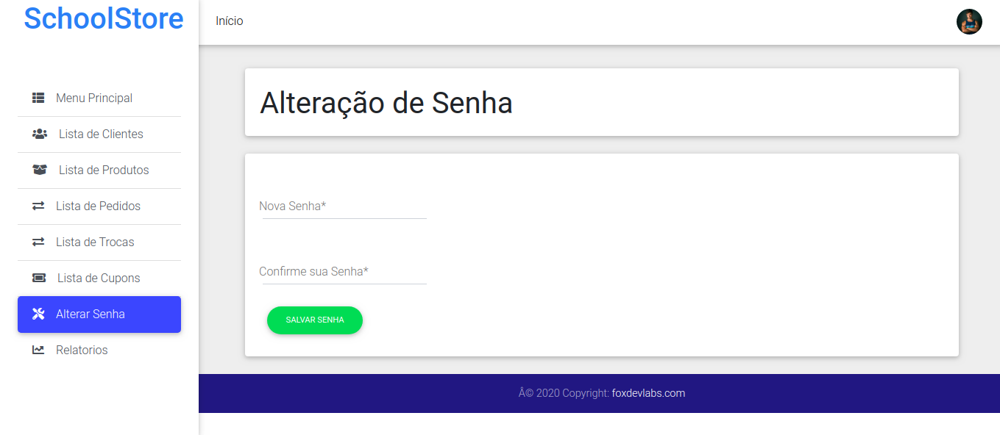 SchoolStore
Início
Menu Principal
Lista de Clientes
Lista de Produtos
Lista de Pedidos
Lista de Trocas
Lista de Cupons
Alterar Senha
Relatorios
Alteração de Senha
Nova Senha*
Confirme sua Senha*
SALVAR SENHA
Â© 2020 Copyright: foxdevlabs.com